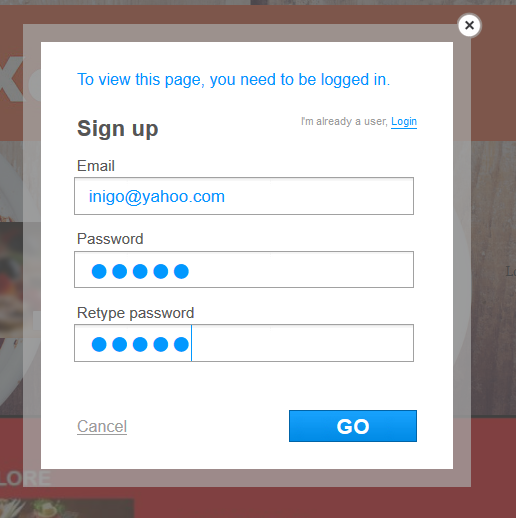 To view this page, you need to be logged in.
Sign up
I'm already a user, Login
Email
inigo@yahoo.com
Password
●●●●●
Retype password
●●●●●
Cancel
GO
LORE